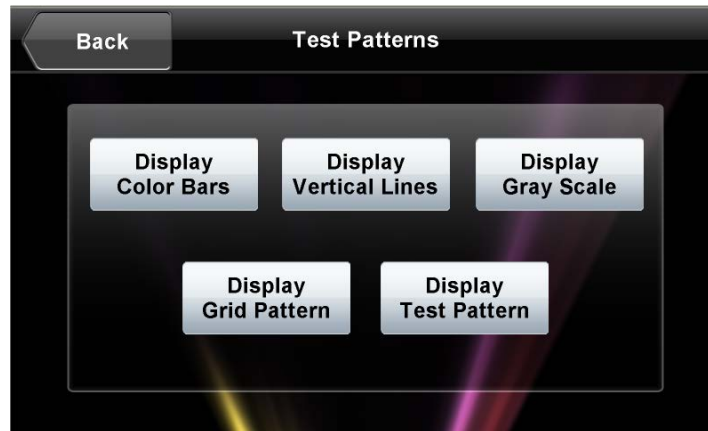 Back
Test Patterns
Display
Color Bars
Display
Vertical Lines
Display
Gray Scale
Display
Grid Pattern
Display
Test Pattern